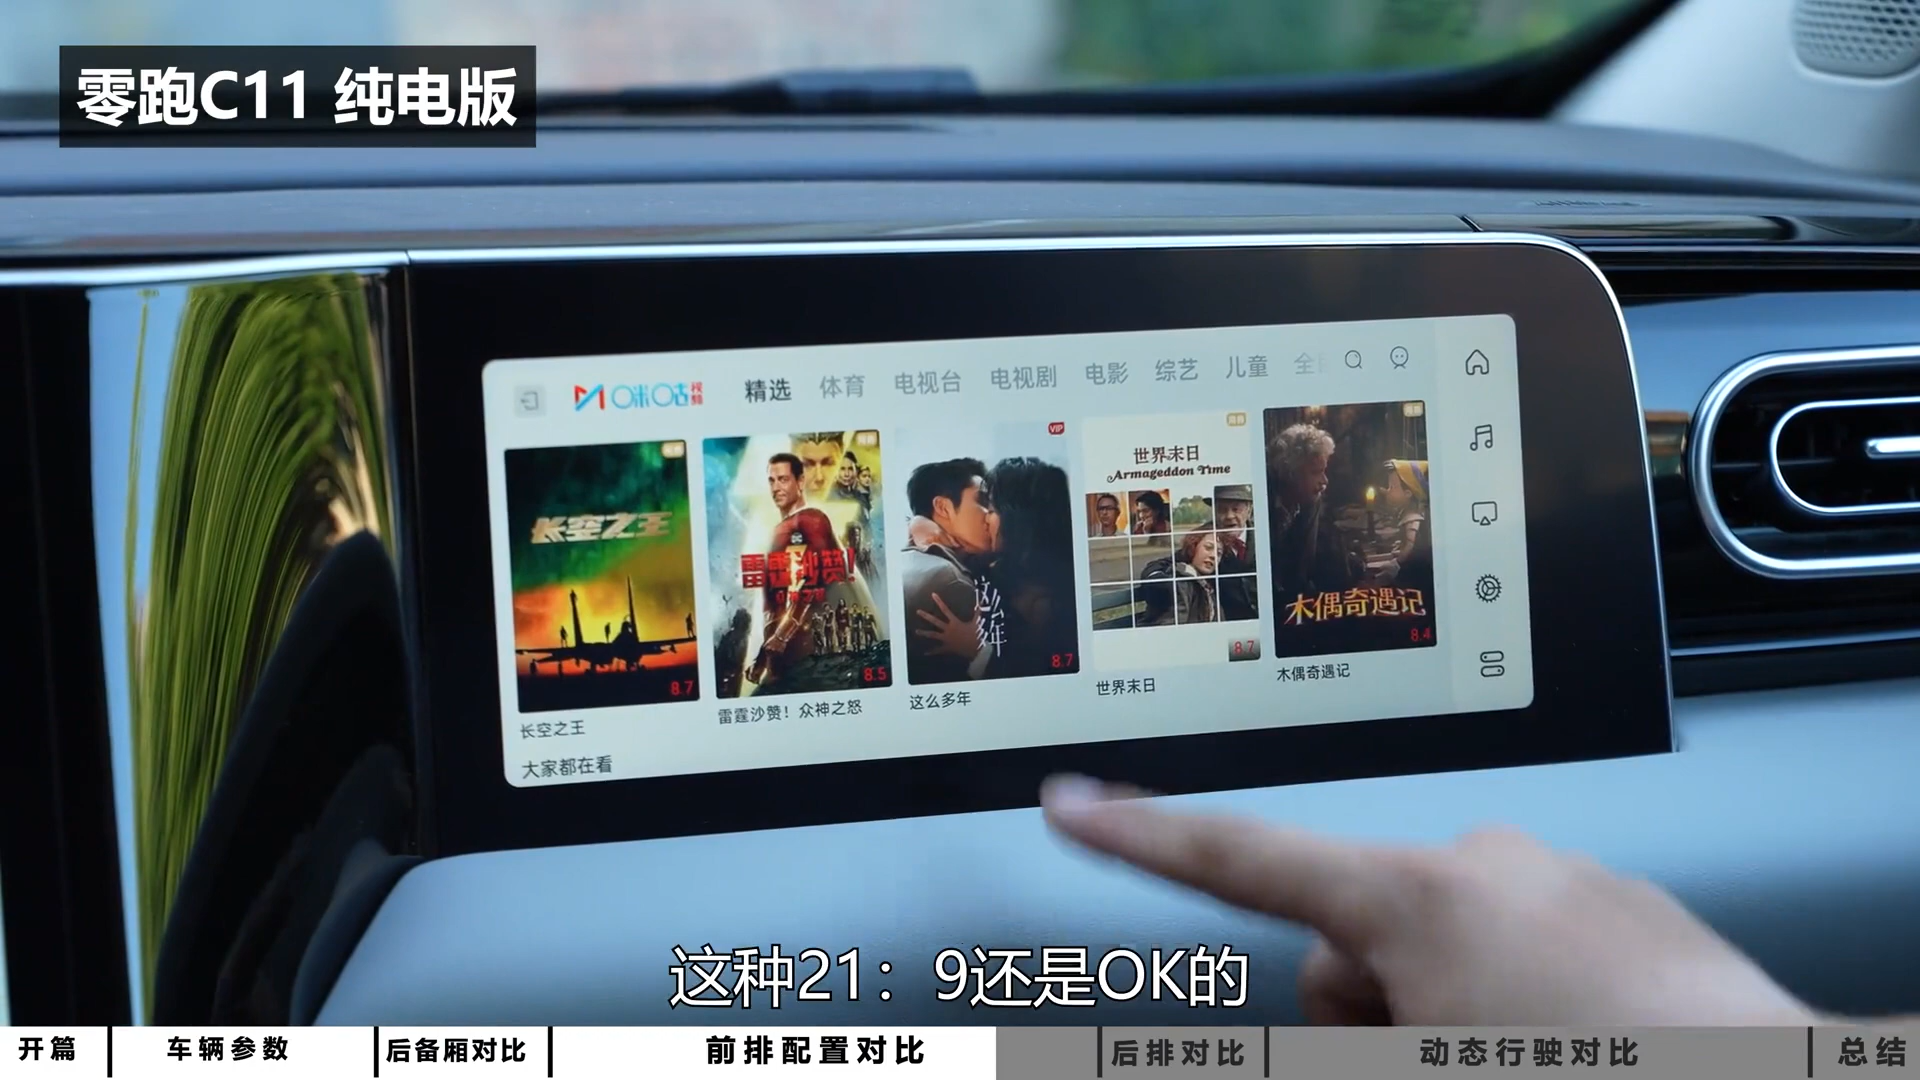 零跑C11 纯电版
咪咕视频
精选 体育 电视台 电视剧 电影 综艺 儿童 全
长空之王
8.7
长空之王
雷霆沙赞!
DC
8.5
雷霆沙赞！众神之怒
VIP
这么多年
8.7
这么多年
世界末日
Armageddon Time
8.7
世界末日
木偶奇遇记
8.4
木偶奇遇记
大家都在看
这种21：9还是OK的
开篇 车辆参数 后备厢对比 前排配置对比 后排对比 动态行驶对比 总结